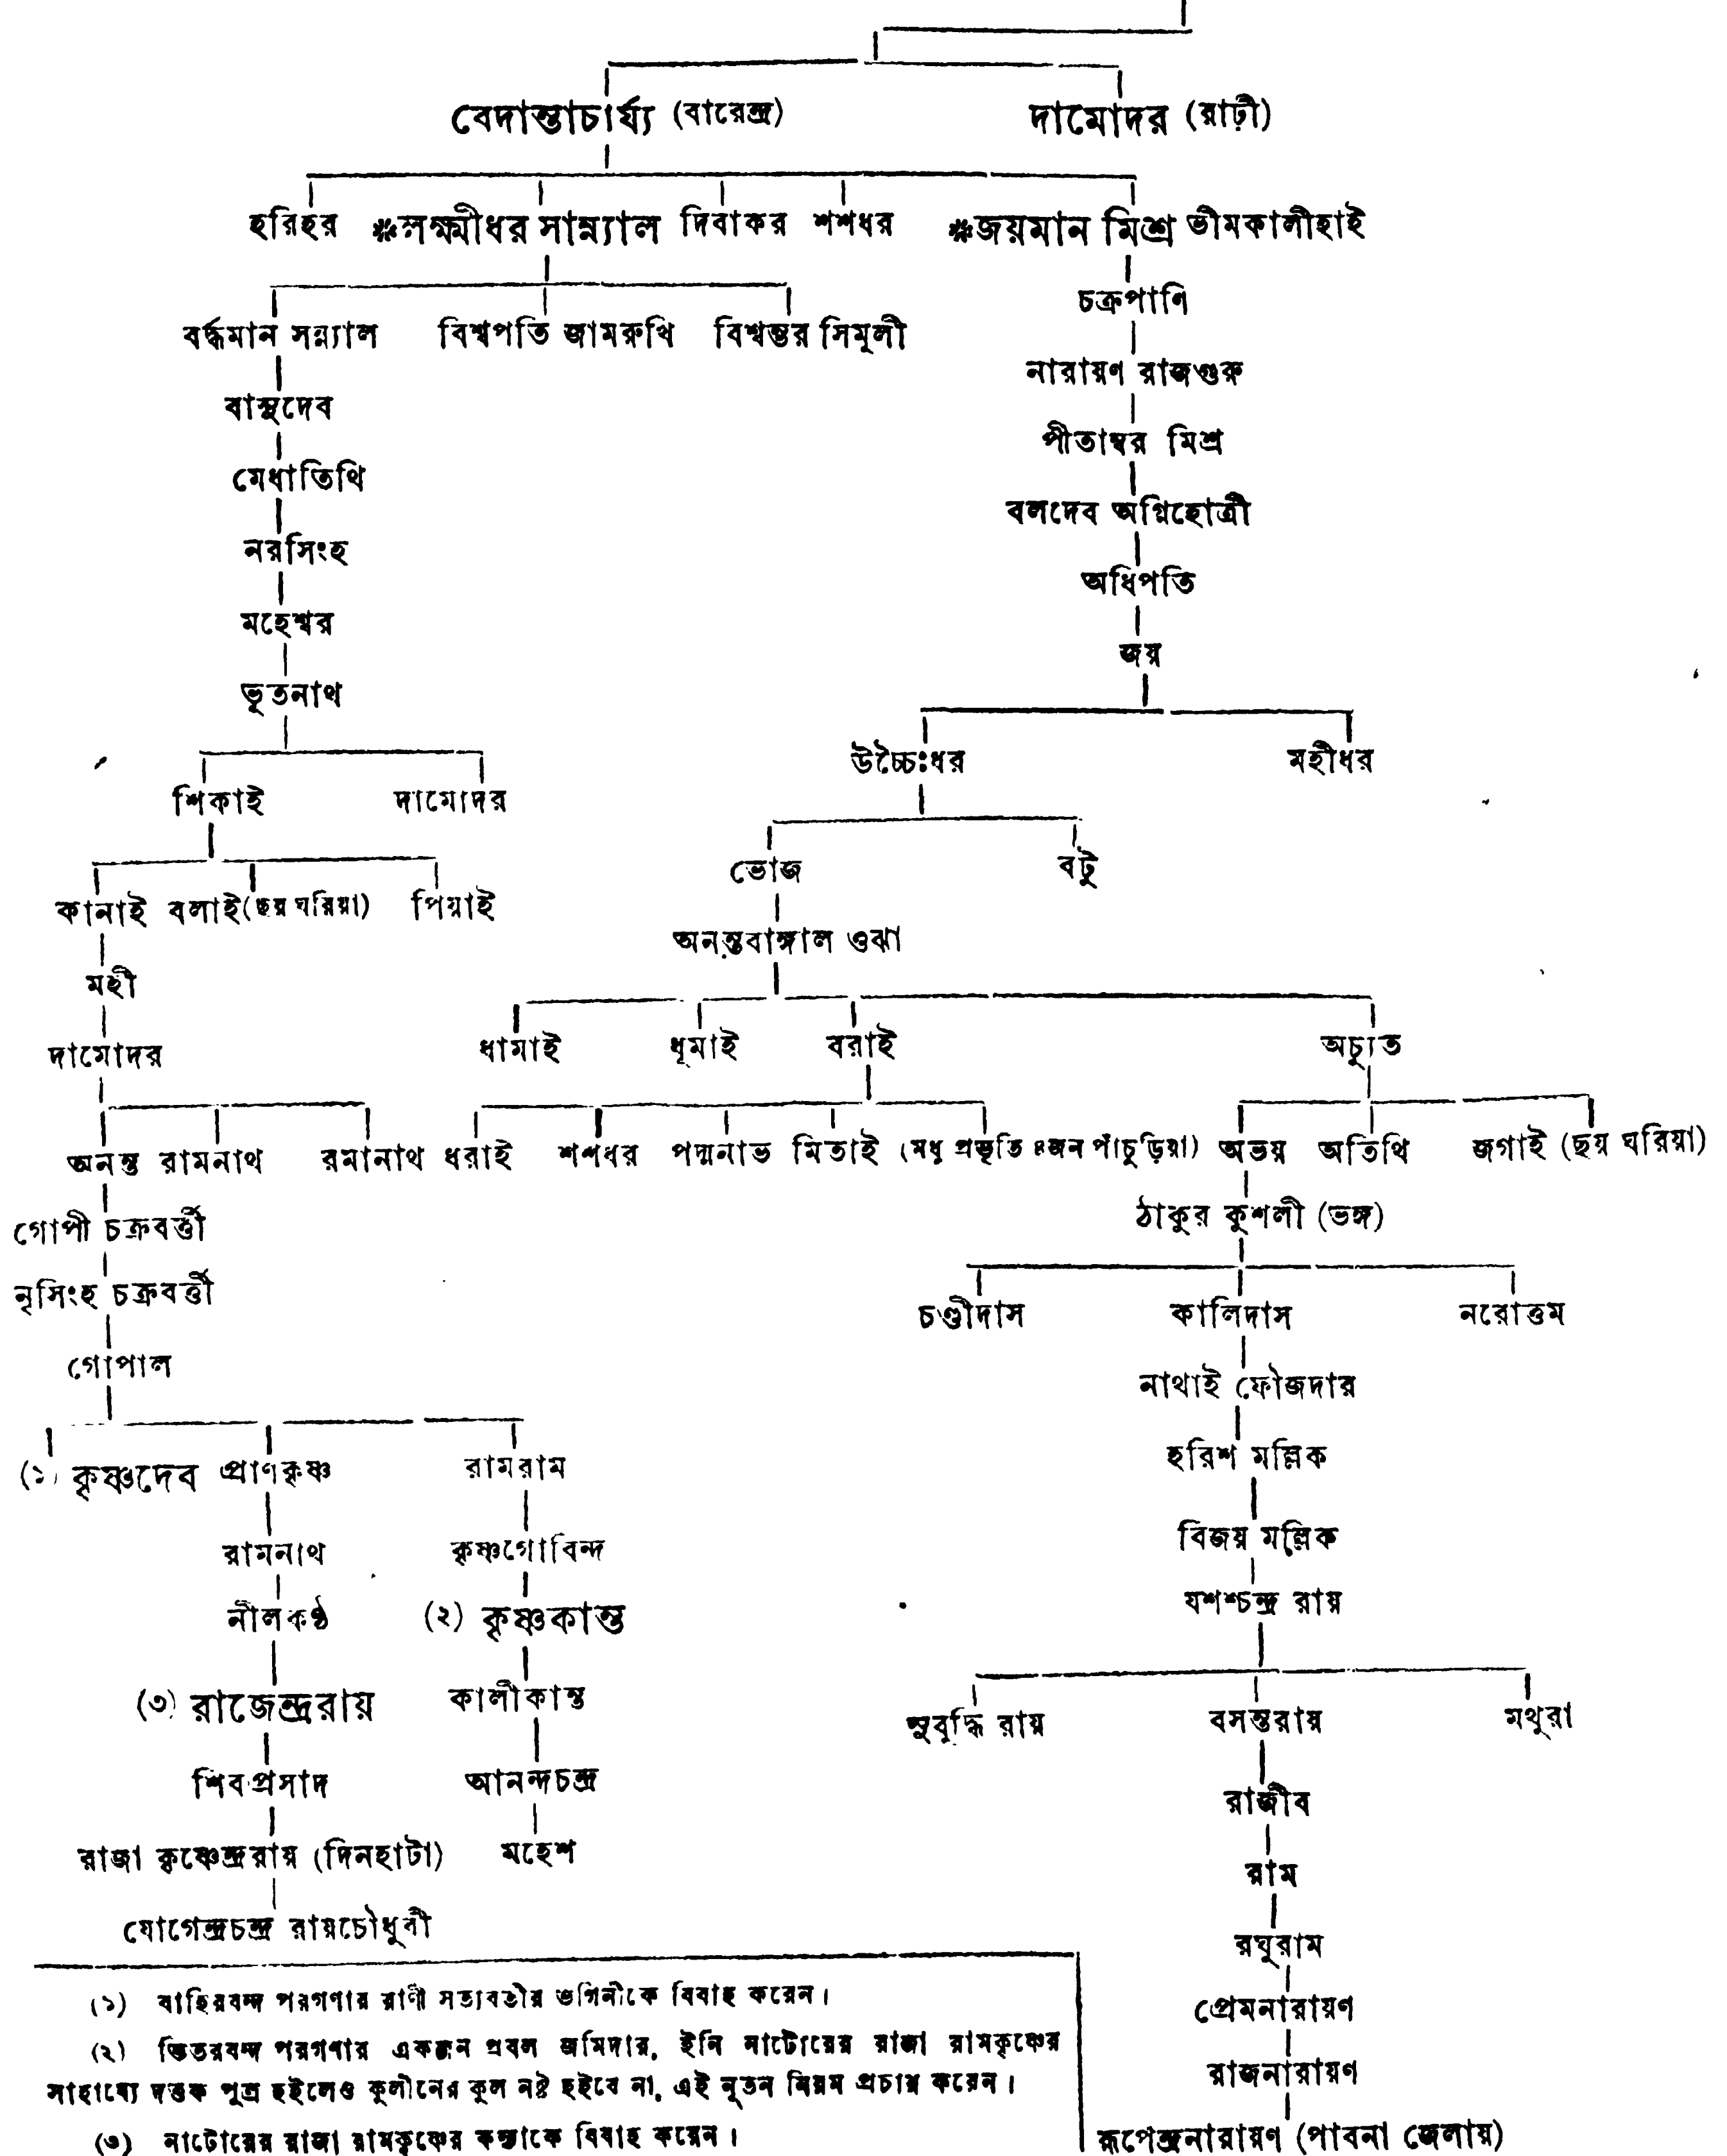 বেদান্তাচার্য্য (বারেন্দ্র) দামোদর (রাঢ়ী)
হরিহর *লক্ষ্মীধর সান্ন্যাল দিবাকর শশধর *জয়মান মিশ্র ভীমকালীহাই
চক্রপাণি
বর্দ্ধমান সন্ন্যাল বিশ্বপতি জামরুখি বিশ্বম্ভর সিমুলী
নারায়ণ রাজগুরু
বাসুদেব
পীতাম্বর মিশ্র
মেধাতিথি
বলদেব অগ্নিহোত্রী
নরসিংহ
অধিপতি
মহেশ্বর
জয়
ভূতনাথ
উচ্চৈঃধর মহীধর
শিকাই দামোদর
ভোজ বটু
কানাই বলাই (ছয় ঘরিয়া) পিয়াই
অনন্তবাঙ্গাল ওঝা
মহী
দামোদর ধামাই ধূমাই বরাই অচ্যুত
অনন্ত রামনাথ রমানাথ ধরাই শশধর পদ্মনাভ মিতাই (মধু প্রভৃতি ৪জন পাঁচুড়িয়া) অভয় অতিথি জগাই (ছয় ঘরিয়া)
গোপী চক্রবর্ত্তী ঠাকুর কুশলী (ভঙ্গ)
নৃসিংহ চক্রবর্ত্তী চণ্ডীদাস কালিদাস নরোত্তম
গোপাল
নাথাই ফৌজদার
(১) কৃষ্ণদেব প্রাণকৃষ্ণ রামরাম হরিশ মল্লিক
রামনাথ কৃষ্ণগোবিন্দ বিজয় মল্লিক
নীলকণ্ঠ (২) কৃষ্ণকান্ত যশশ্চন্দ্র রায়
(৩) রাজেন্দ্ররায় কালীকান্ত সুবুদ্ধি রায় বসন্তরায় মথুরা
শিবপ্রসাদ আনন্দচন্দ্র রাজীব
রাজা কৃষ্ণেন্দ্ররায় (দিনহাটা) মহেশ রাম
যোগেন্দ্রচন্দ্র রায়চৌধুরী
রঘুরাম
(১) বাহিরবন্দ পরগণার রাণী সত্যবতীর ভগিনীকে বিবাহ করেন।
প্রেমনারায়ণ
(২) ভিতরবন্দ পরগণার একজন প্রবল জমিদার, ইনি নাটোরের রাজা রামকৃষ্ণের
সাহায্যে দত্তক পুত্র হইলেও কুলীনের কুল নষ্ট হইবে না, এই নূতন নিয়ম প্রচার করেন।
রাজনারায়ণ
(৩) নাটোরের রাজা রামকৃষ্ণের কন্যাকে বিবাহ করেন।
রূপেন্দ্রনারায়ণ (পাবনা জেলায়)